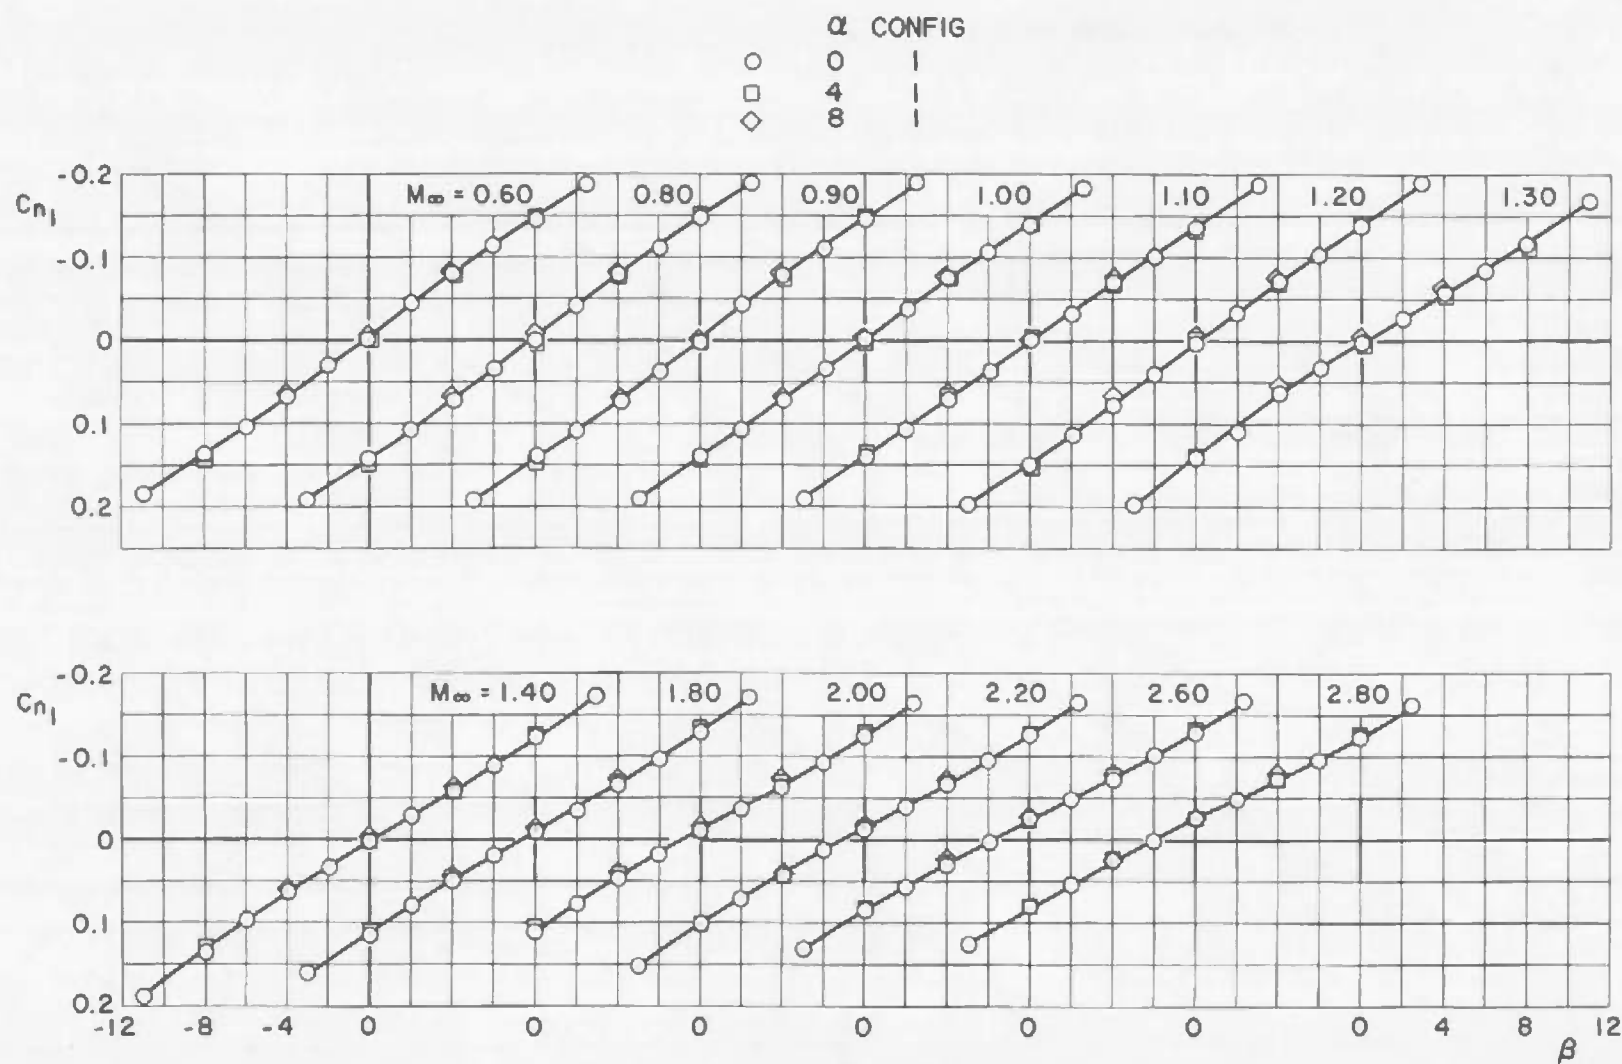 α CONFIG
○ 0 1
□ 4 1
◇ 8 1
-0.2
Cn1
-0.1
0
0.1
0.2
M∞ = 0.60 0.80 0.90 1.00 1.10 1.20 1.30
-0.2
Cn1
-0.1
0
0.1
0.2
M∞ = 1.40 1.80 2.00 2.20 2.60 2.80
-12 -8 -4 0 0 0 0 0 0 0 4 8 12
β